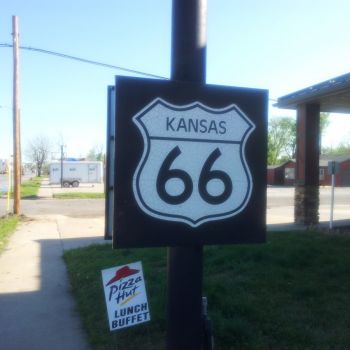 KANSAS
66
Pizza
Hut
LUNCH
BUFFET